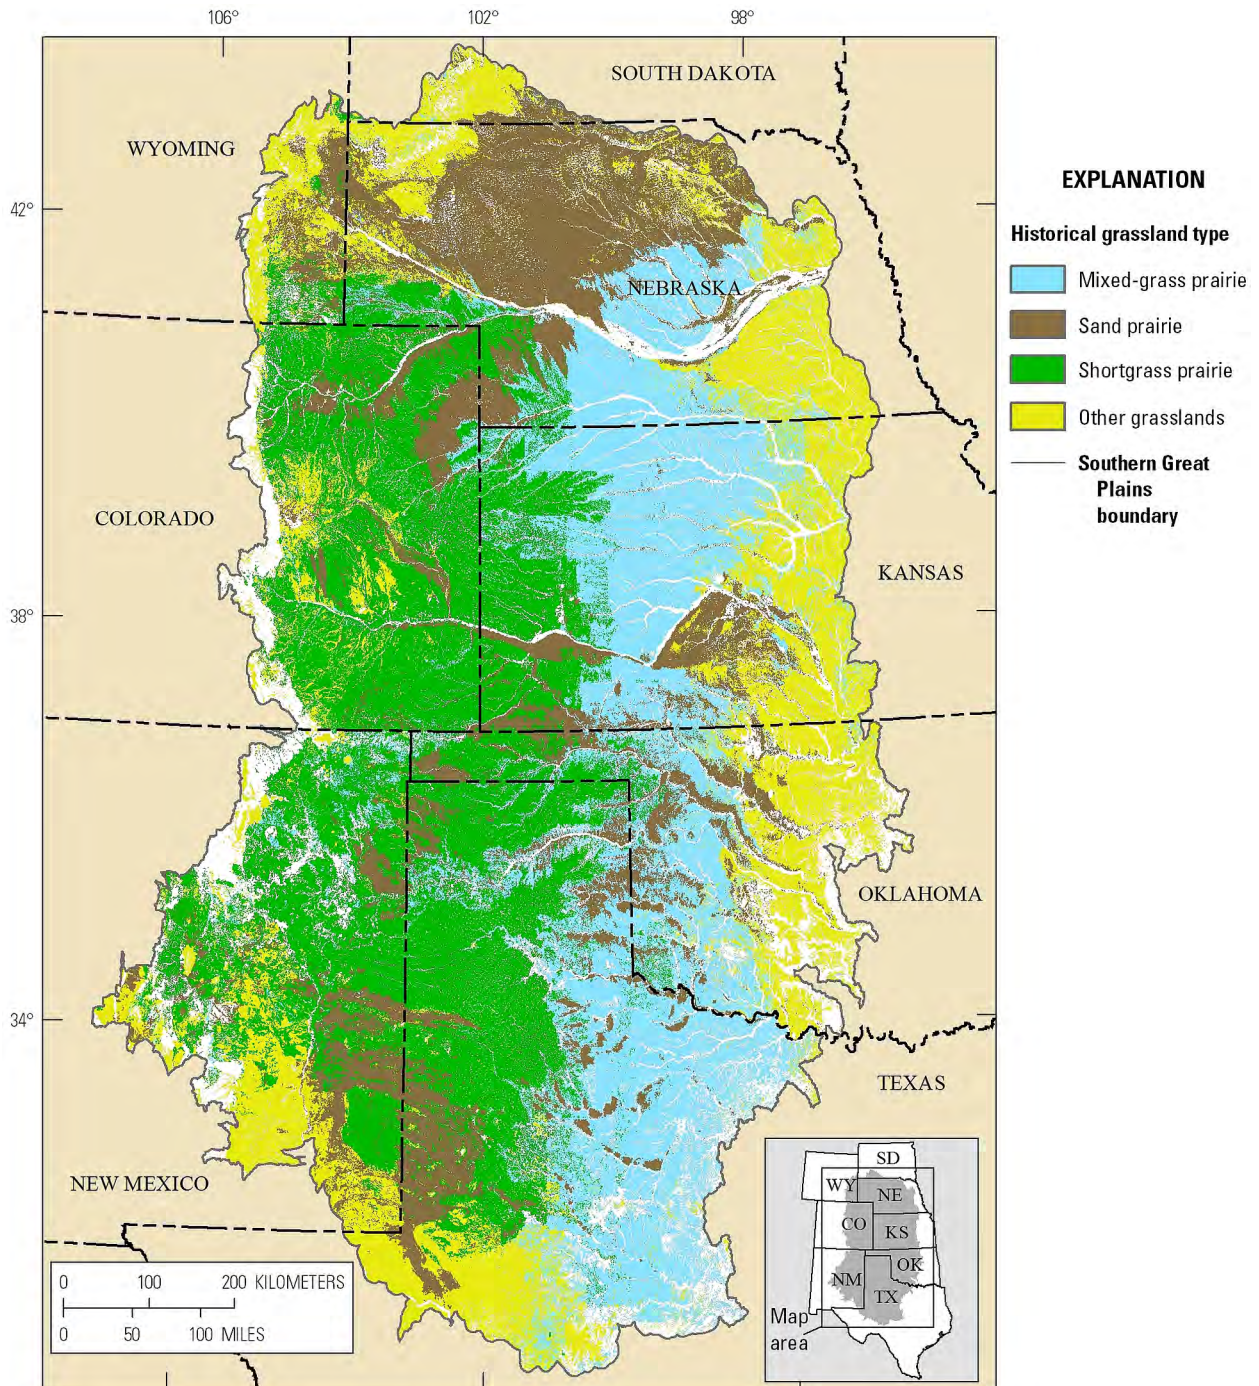 106°
102°
98°
SOUTH DAKOTA
WYOMING
42°
NEBRASKA
COLORADO
KANSAS
38°
OKLAHOMA
34°
TEXAS
NEW MEXICO
EXPLANATION
Historical grassland type
Mixed-grass prairie
Sand prairie
Shortgrass prairie
Other grasslands
Southern Great
Plains
boundary
0 100 200 KILOMETERS
0 50 100 MILES
SD
WY
NE
CO
KS
OK
NM
TX
Map
area